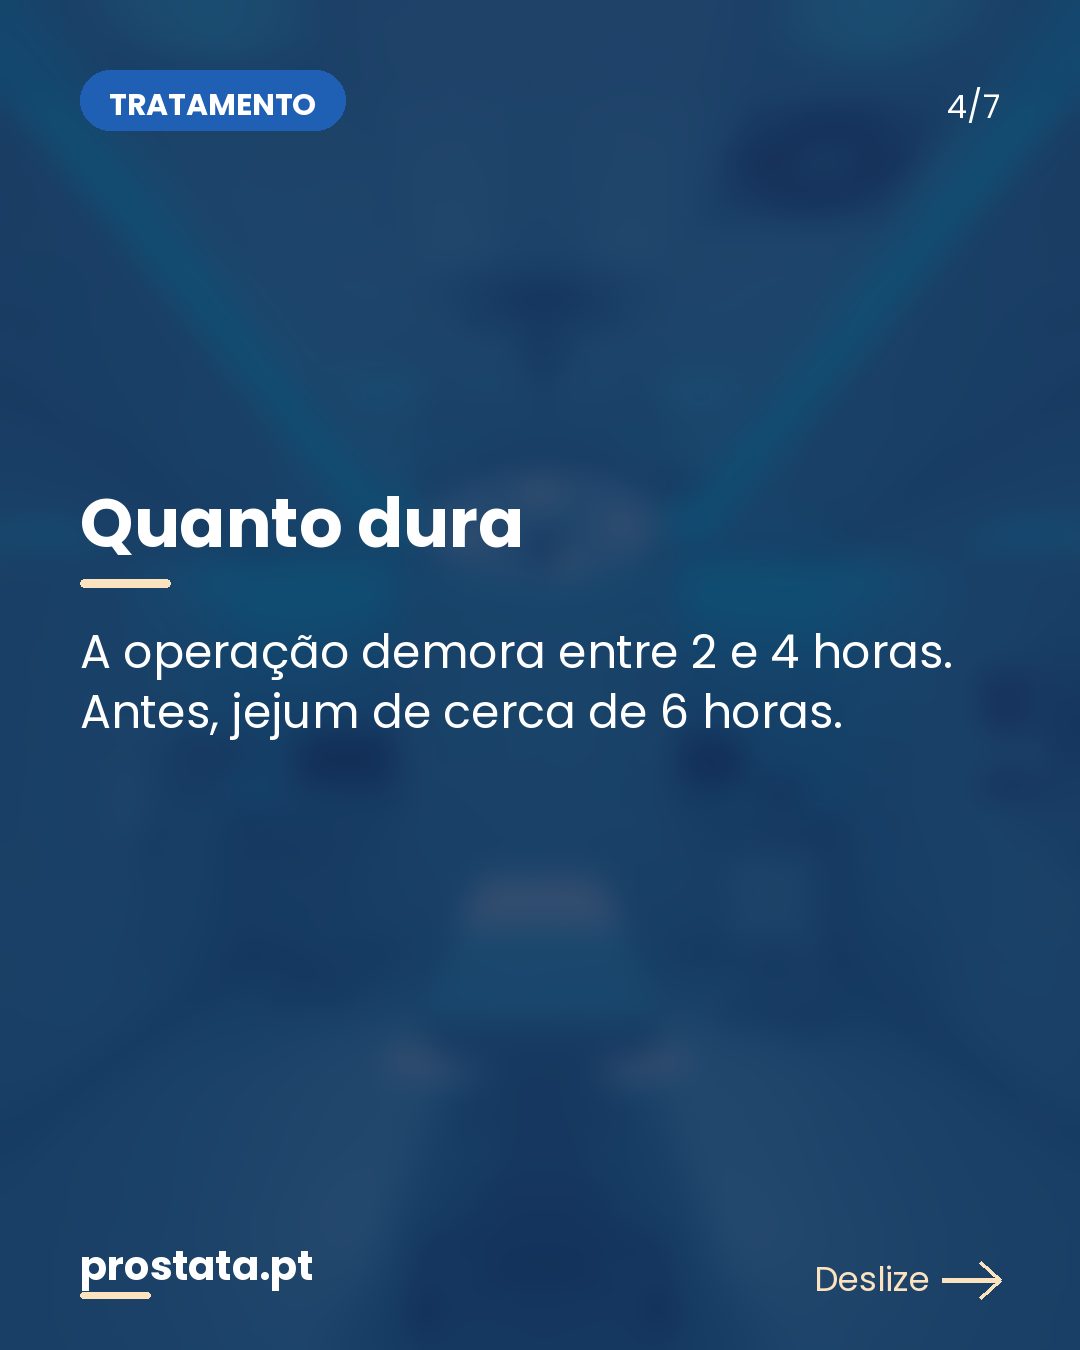 TRATAMENTO
4/7
Quanto dura
A operação demora entre 2 e 4 horas.
Antes, jejum de cerca de 6 horas.
prostata.pt
Deslize